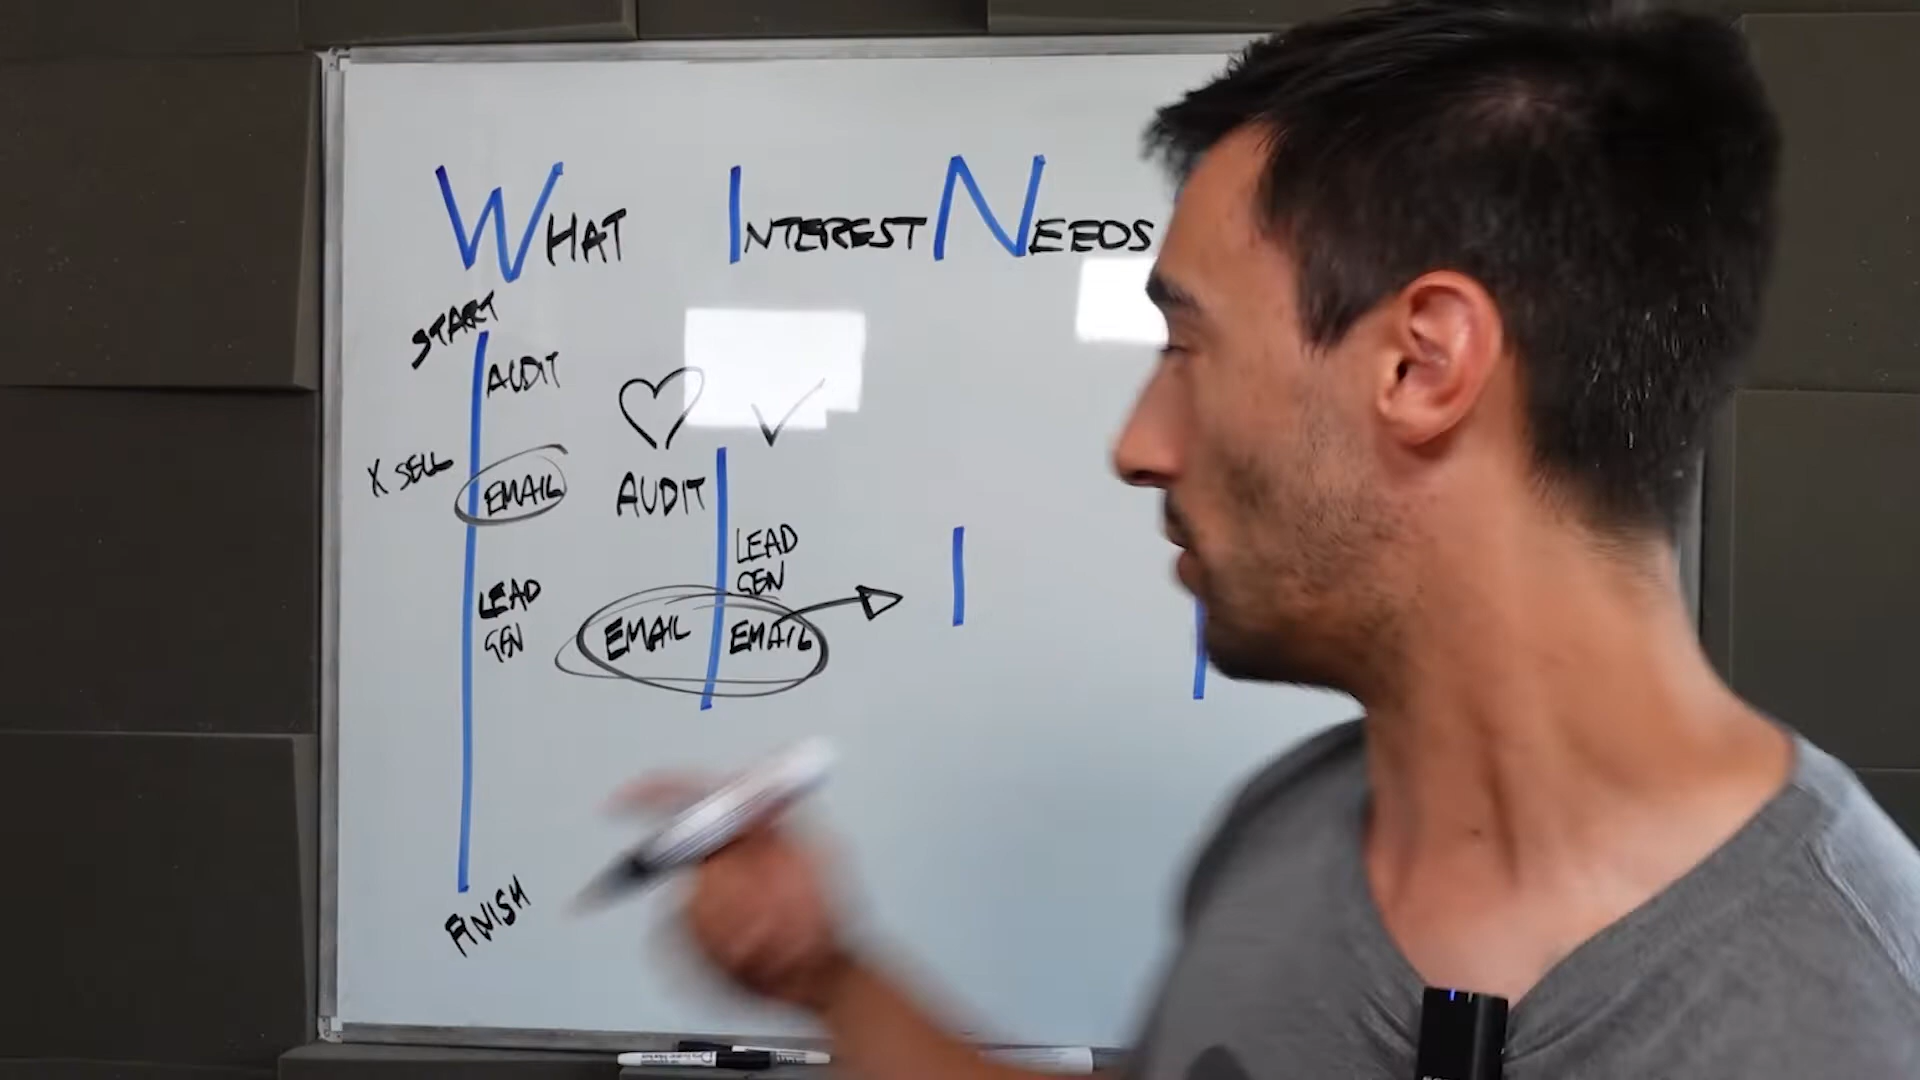 WHAT INTEREST NEEDS
START
AUDIT
X SELL
EMAIL
LEAD
GEN
FINISH
♡ ✓
AUDIT
LEAD
GEN
EMAIL EMAIL